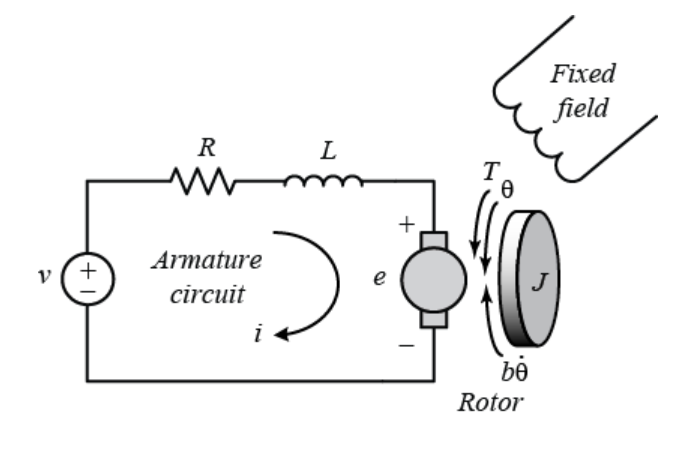 Fixed
field
R
L
T
θ
+
v
+
−
Armature
circuit
e
J
i
−
bθ̇
Rotor